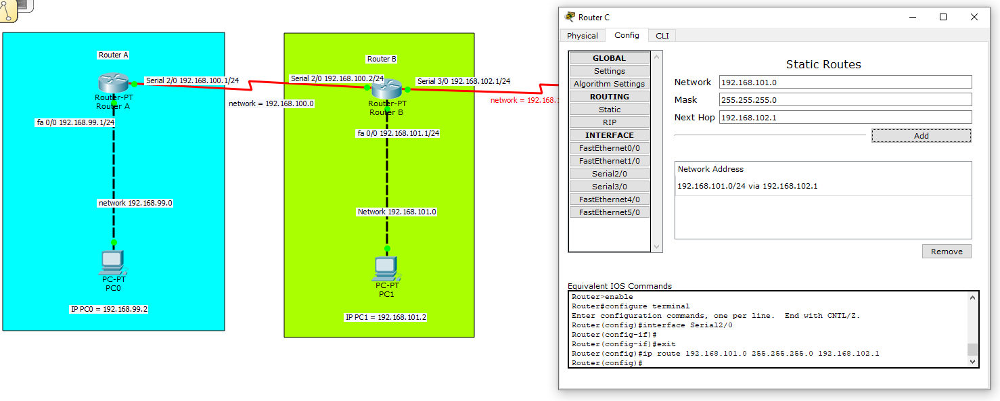 Router A
Serial 2/0 192.168.100.1/24
Router-PT
Router A
fa 0/0 192.168.99.1/24
network 192.168.99.0
PC-PT
PC0
IP PC0 = 192.168.99.2
network = 192.168.100.0
Router B
Serial 2/0 192.168.100.2/24
Serial 3/0 192.168.102.1/24
Router-PT
Router B
fa 0/0 192.168.101.1/24
Network 192.168.101.0
PC-PT
PC1
IP PC1 = 192.168.101.2
network = 192.168.
Router C
Physical
Config
CLI
GLOBAL
Settings
Algorithm Settings
ROUTING
Static
RIP
INTERFACE
FastEthernet0/0
FastEthernet1/0
Serial2/0
Serial3/0
FastEthernet4/0
FastEthernet5/0
Static Routes
Network 192.168.101.0
Mask 255.255.255.0
Next Hop 192.168.102.1
Add
Network Address
192.168.101.0/24 via 192.168.102.1
Remove
Equivalent IOS Commands
Router>enable
Router#configure terminal
Enter configuration commands, one per line.  End with CNTL/Z.
Router(config)#interface Serial2/0
Router(config-if)#
Router(config-if)#exit
Router(config)#ip route 192.168.101.0 255.255.255.0 192.168.102.1
Router(config)#